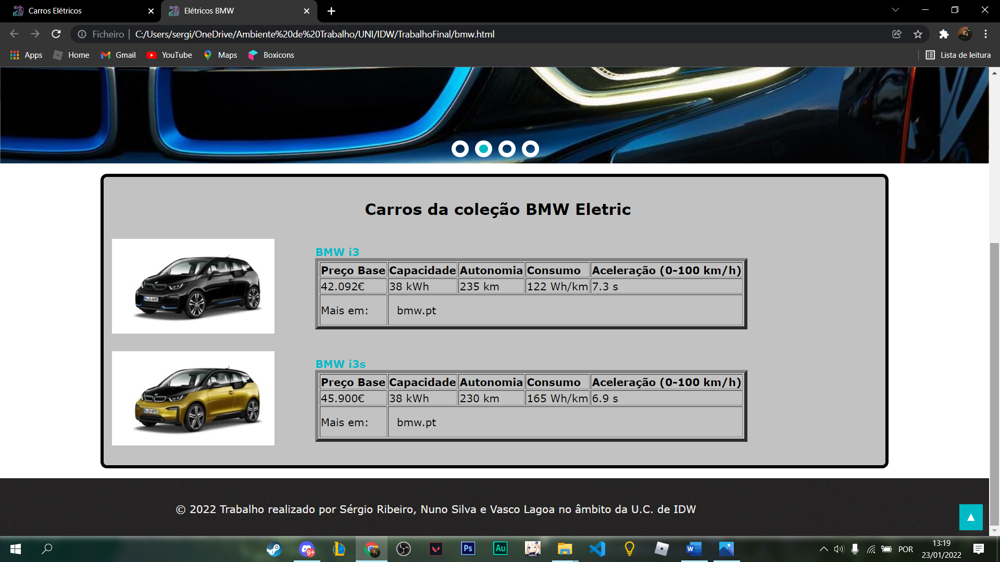 Carros Elétricos
Elétricos BMW
Ficheiro
C:/Users/sergi/OneDrive/Ambiente%20de%20Trabalho/UNI/IDW/TrabalhoFinal/bmw.html
Apps Home Gmail YouTube Maps Boxicons Lista de leitura
Carros da coleção BMW Eletric
BMW i3
Preço Base Capacidade Autonomia Consumo Aceleração (0-100 km/h)
42.092€ 38 kWh 235 km 122 Wh/km 7.3 s
Mais em: bmw.pt
BMW i3s
Preço Base Capacidade Autonomia Consumo Aceleração (0-100 km/h)
45.900€ 38 kWh 230 km 165 Wh/km 6.9 s
Mais em: bmw.pt
© 2022 Trabalho realizado por Sérgio Ribeiro, Nuno Silva e Vasco Lagoa no âmbito da U.C. de IDW
9+
Ps
Au
W
POR
13:19
23/01/2022